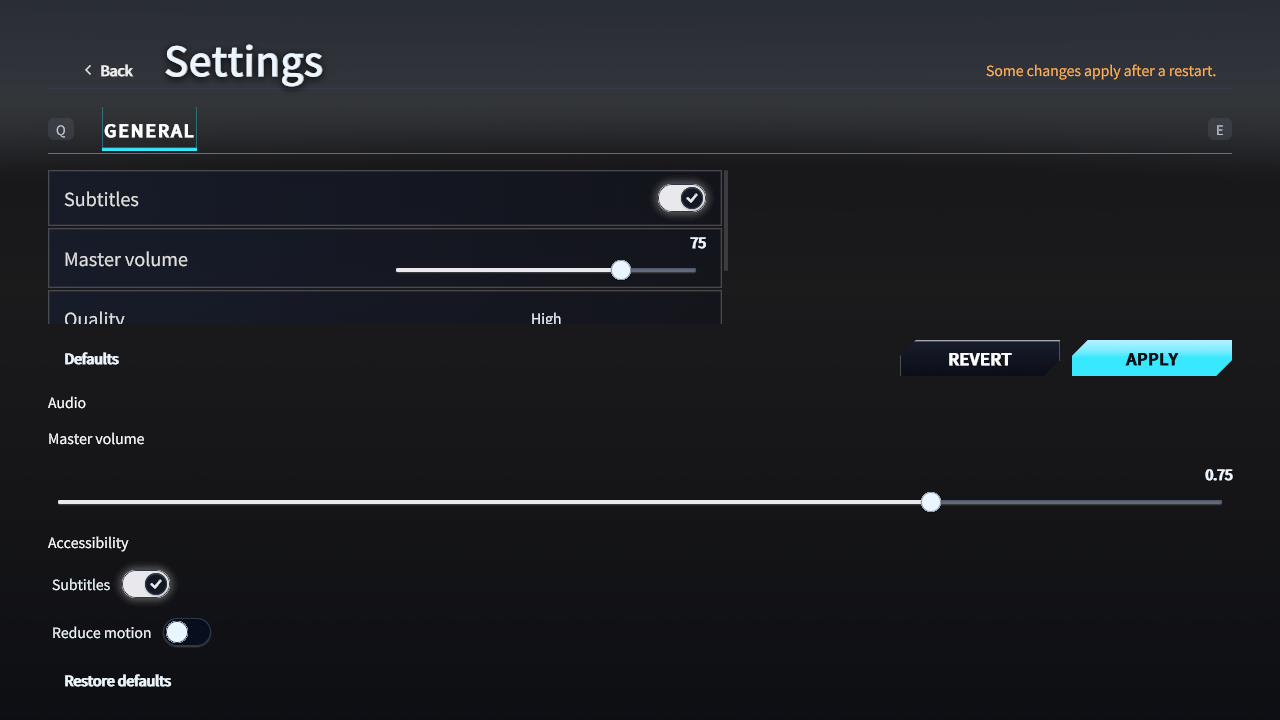 Back
Settings
Some changes apply after a restart.
Q
GENERAL
E
Subtitles
75
Master volume
Quality
High
Defaults
REVERT
APPLY
Audio
Master volume
0.75
Accessibility
Subtitles
Reduce motion
Restore defaults